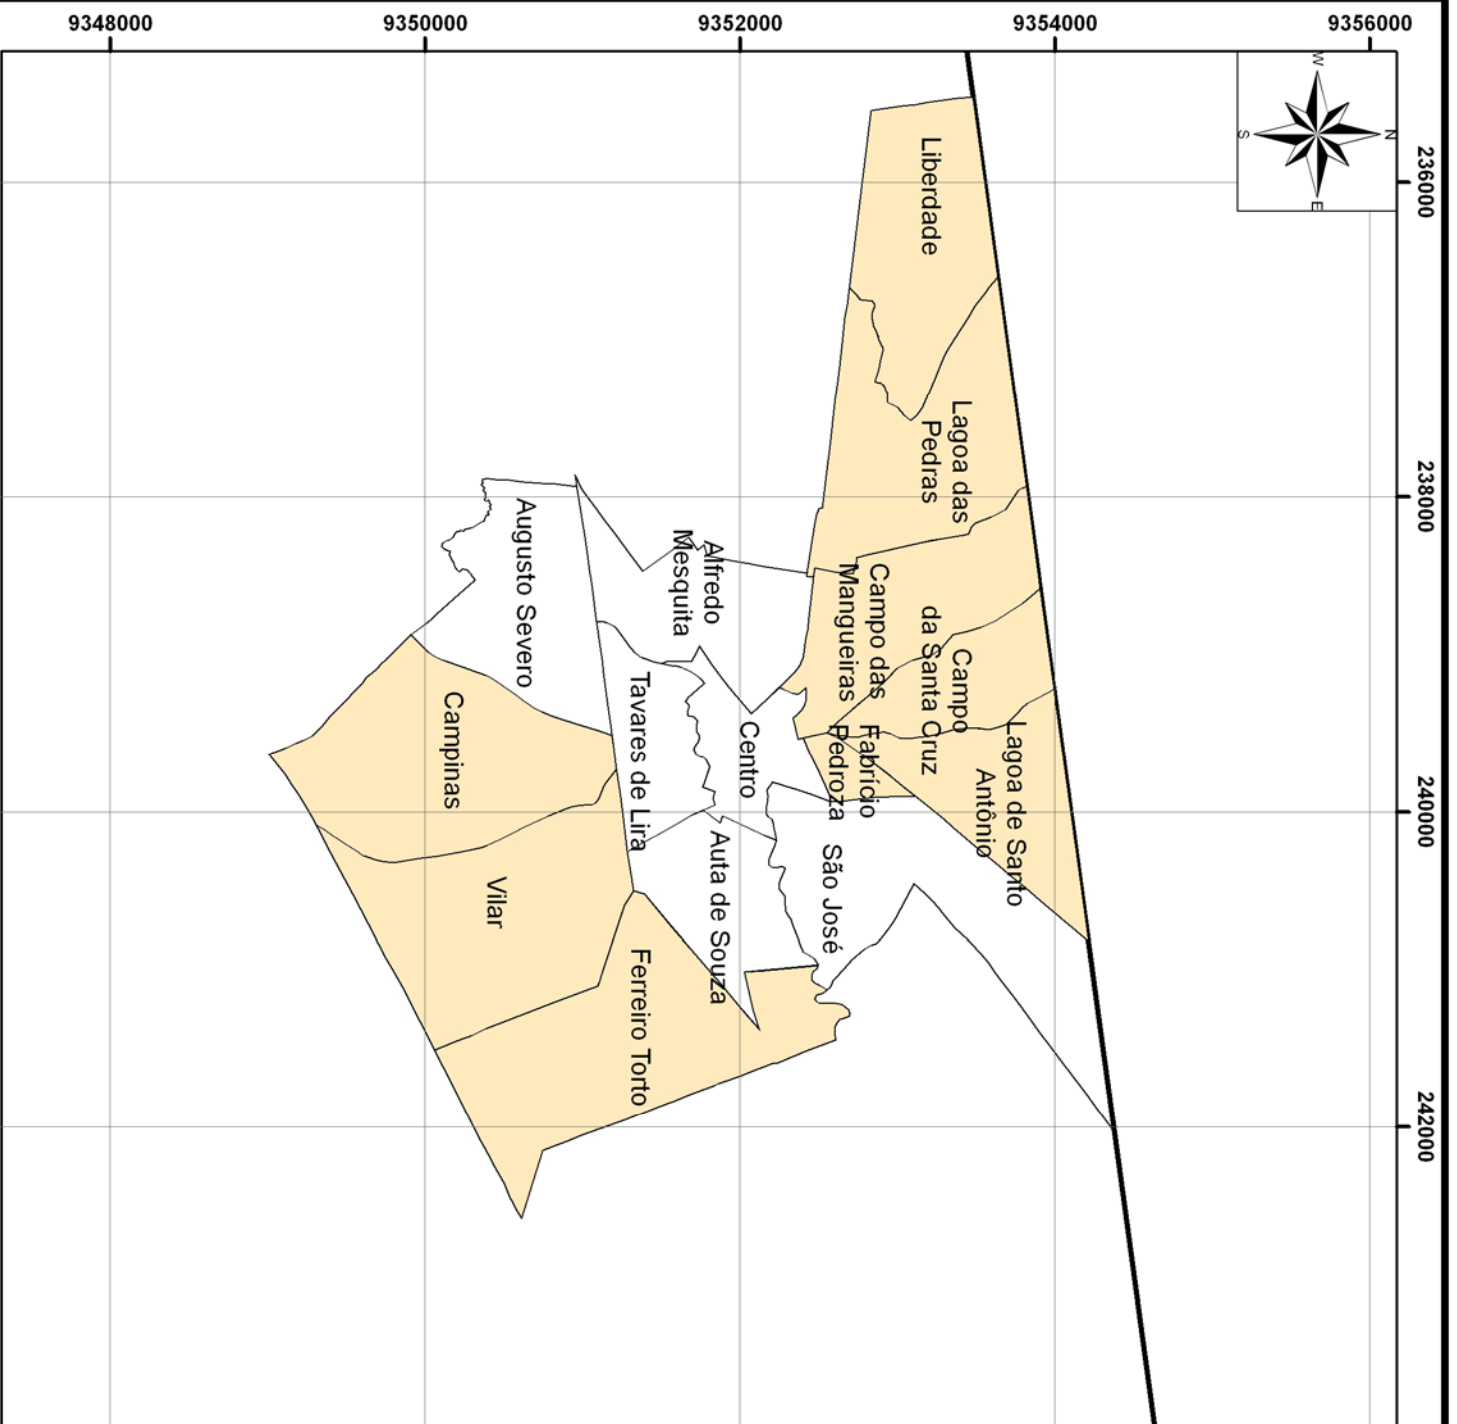 9348000
9350000
9352000
9354000
9356000
W
N
S
E
236000
238000
240000
242000
Liberdade
Lagoa das
Pedras
Campo das
Mangueiras
Campo
da Santa Cruz
Lagoa de Santo
Antônio
Fabrício
Pedroza
Alfredo
Mesquita
Augusto Severo
Tavares de Lira
Centro
São José
Auta de Souza
Campinas
Vilar
Ferreiro Torto